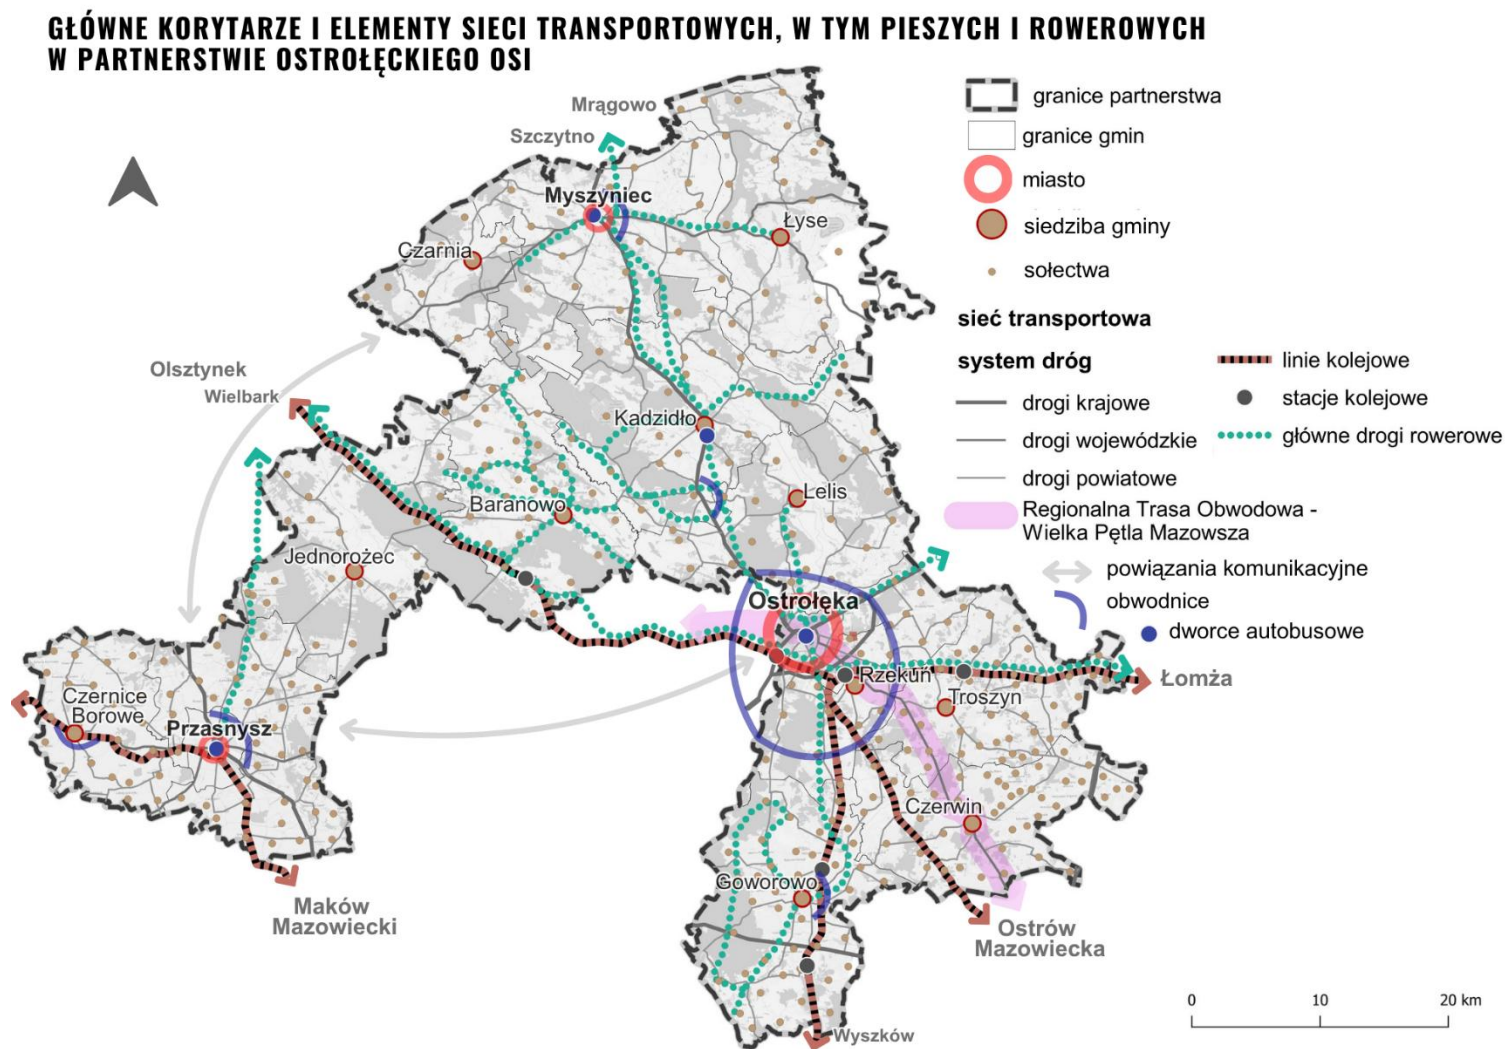 GŁÓWNE KORYTARZE I ELEMENTY SIECI TRANSPORTOWYCH, W TYM PIESZYCH I ROWEROWYCH
W PARTNERSTWIE OSTROŁĘCKIEGO OSI
Mrągowo
Szczytno
Myszyniec
Łyse
Czarnia
Olsztynek
Wielbark
Kadzidło
Lelis
Baranowo
Jednorożec
Ostrołęka
Rzekuń
Troszyn
Łomża
Czernice
Borowe
Przasnysz
Czerwin
Goworowo
Maków
Mazowiecki
Ostrów
Mazowiecka
Wyszków
granice partnerstwa
granice gmin
miasto
siedziba gminy
sołectwa
sieć transportowa
system dróg
drogi krajowe
drogi wojewódzkie
drogi powiatowe
Regionalna Trasa Obwodowa -
Wielka Pętla Mazowsza
linie kolejowe
stacje kolejowe
główne drogi rowerowe
powiązania komunikacyjne
obwodnice
dworce autobusowe
0 10 20 km